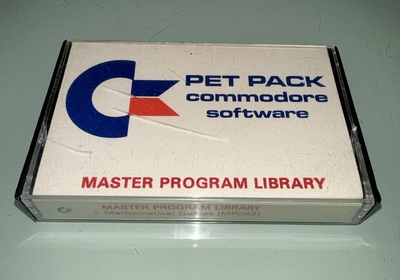 PET PACK
commodore
software
MASTER PROGRAM LIBRARY
MASTER PROGRAM LIBRARY
Mathematical Games